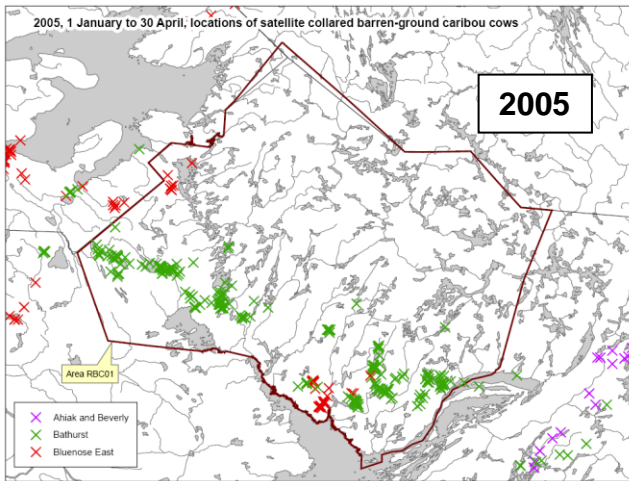 2005, 1 January to 30 April, locations of satellite collared barren-ground caribou cows
2005
Area RBC01
Ahiak and Beverly
Bathurst
Bluenose East